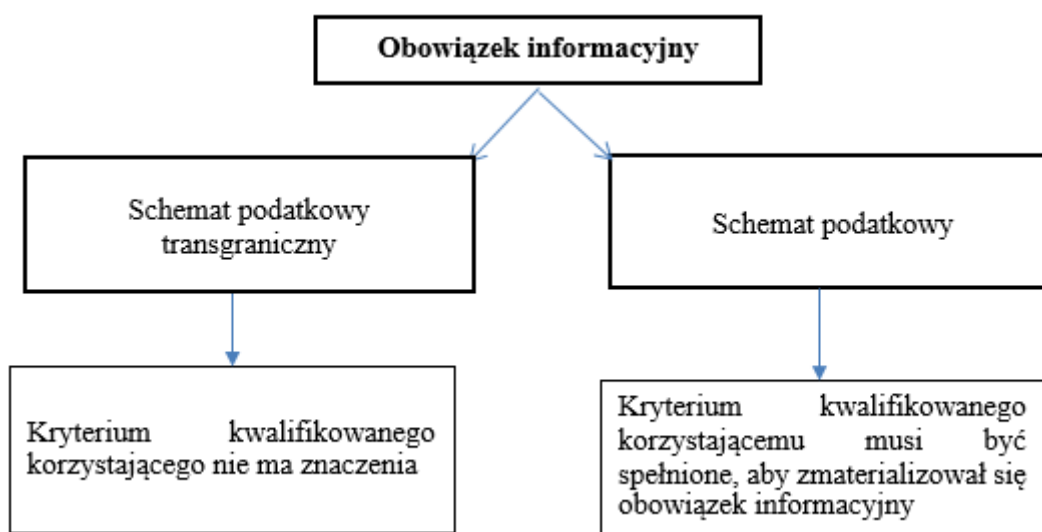 Obowiązek informacyjny
Schemat podatkowy
transgraniczny
Schemat podatkowy
Kryterium kwalifikowanego
korzystającego nie ma znaczenia
Kryterium kwalifikowanego
korzystającemu musi być
spełnione, aby zmaterializował się
obowiązek informacyjny